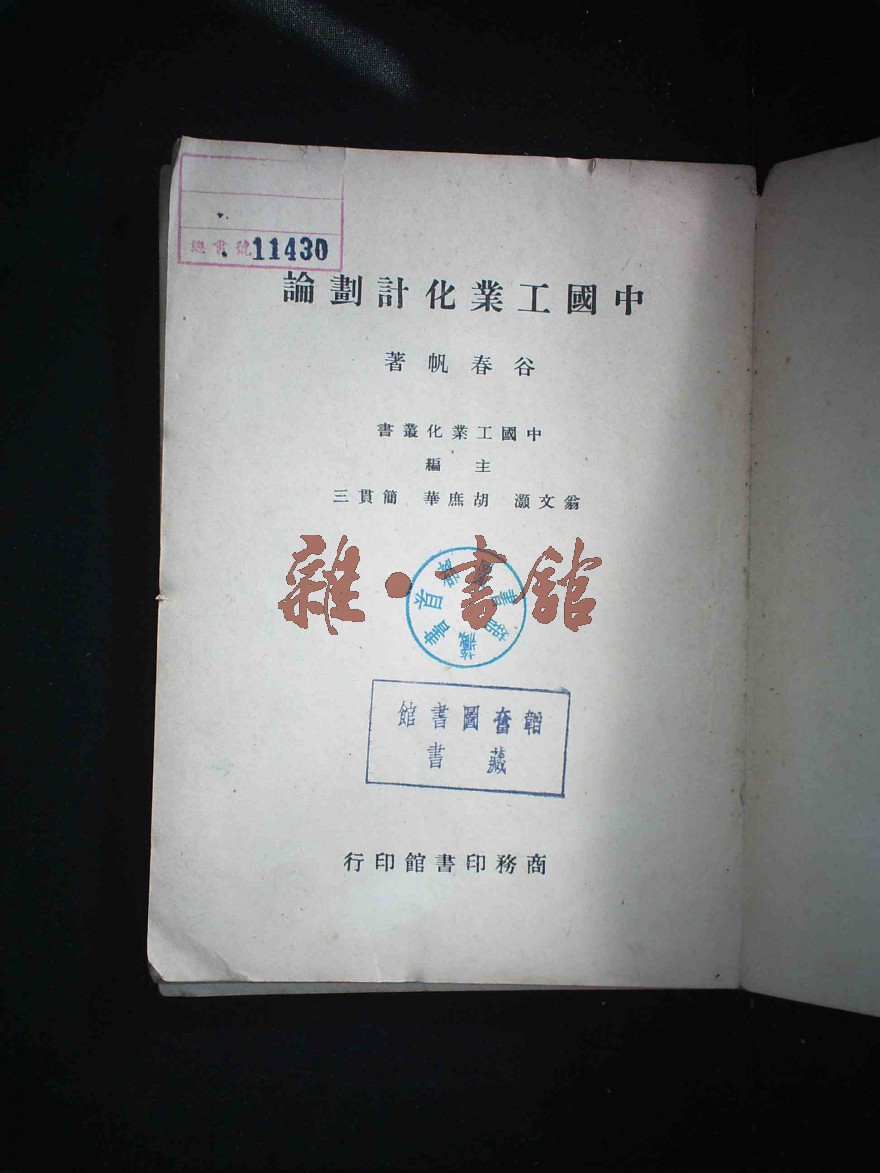 總書號 11430
中國工業化計劃論
谷春帆著
中國工業化叢書
主編
翁文灝 胡庶華 簡貫三
雜·書館
韜奮圖書館
藏書
商務印書館印行